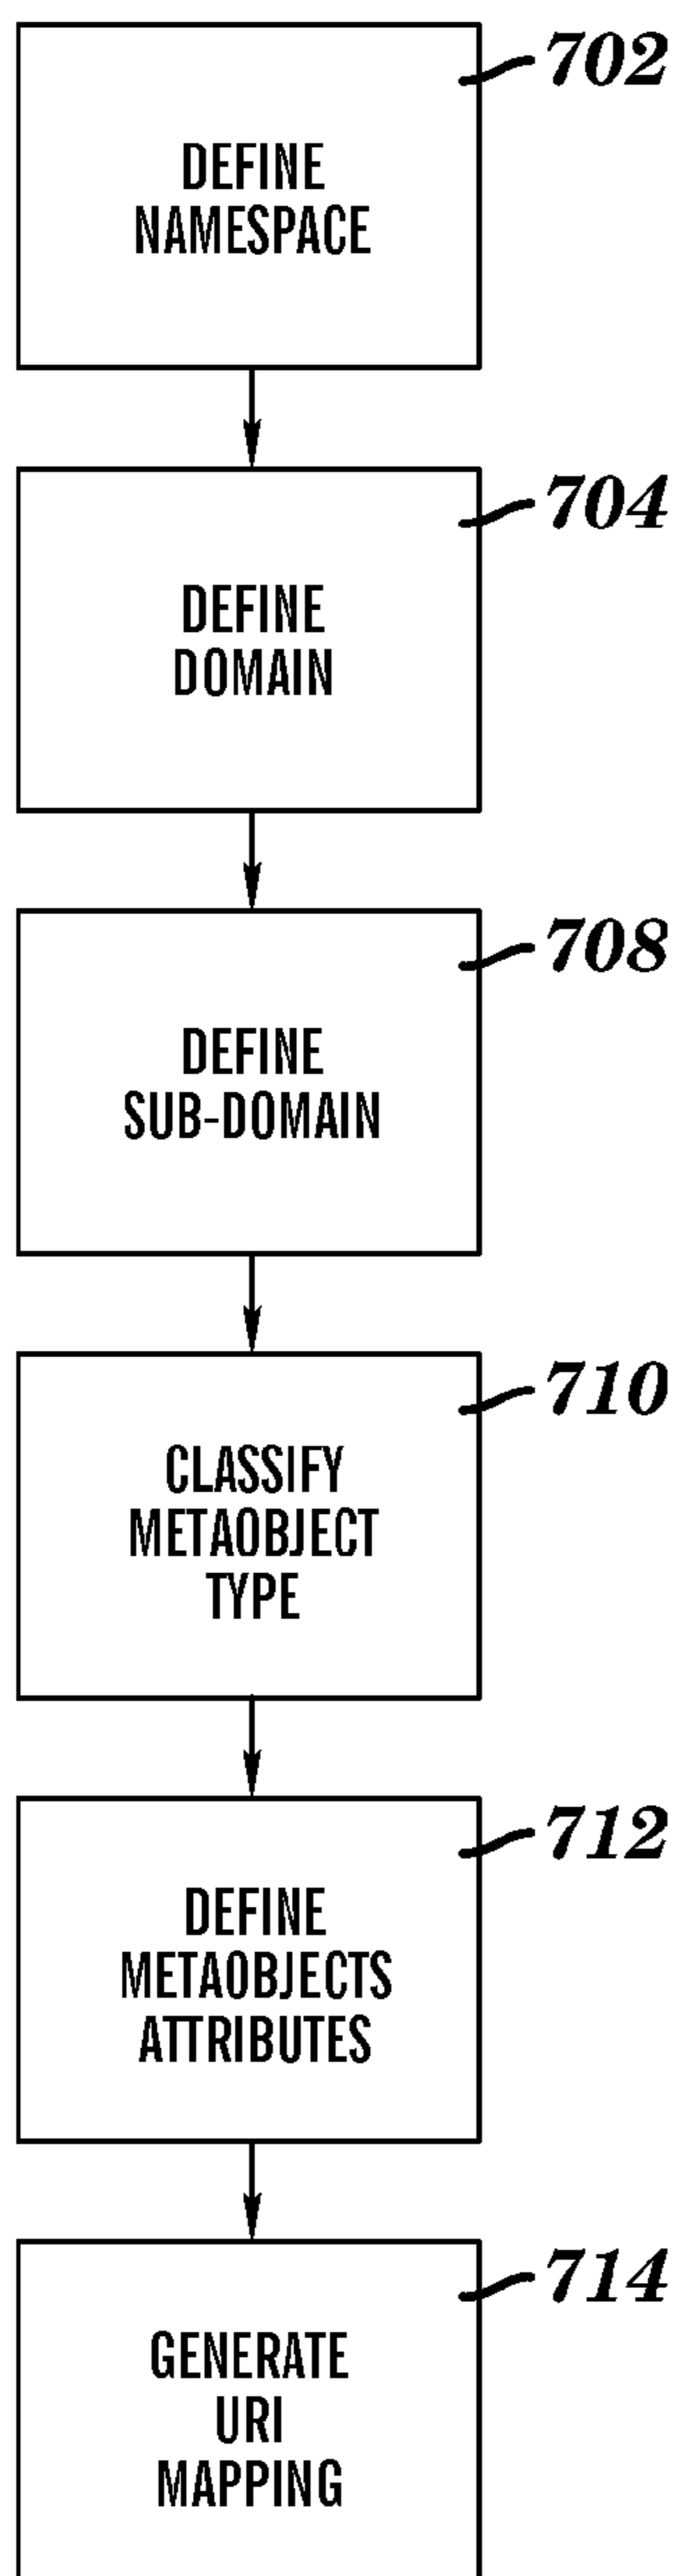 702
DEFINE
NAMESPACE
704
DEFINE
DOMAIN
708
DEFINE
SUB-DOMAIN
710
CLASSIFY
METAOBJECT
TYPE
712
DEFINE
METAOBJECTS
ATTRIBUTES
714
GENERATE
URI
MAPPING